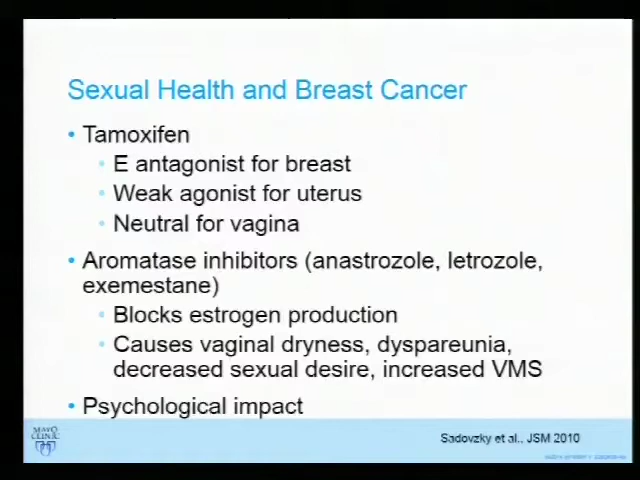 Sexual Health and Breast Cancer
• Tamoxifen
• E antagonist for breast
• Weak agonist for uterus
• Neutral for vagina
• Aromatase inhibitors (anastrozole, letrozole,
exemestane)
• Blocks estrogen production
• Causes vaginal dryness, dyspareunia,
decreased sexual desire, increased VMS
• Psychological impact
MAYO
CLINIC
Sadovzky et al., JSM 2010